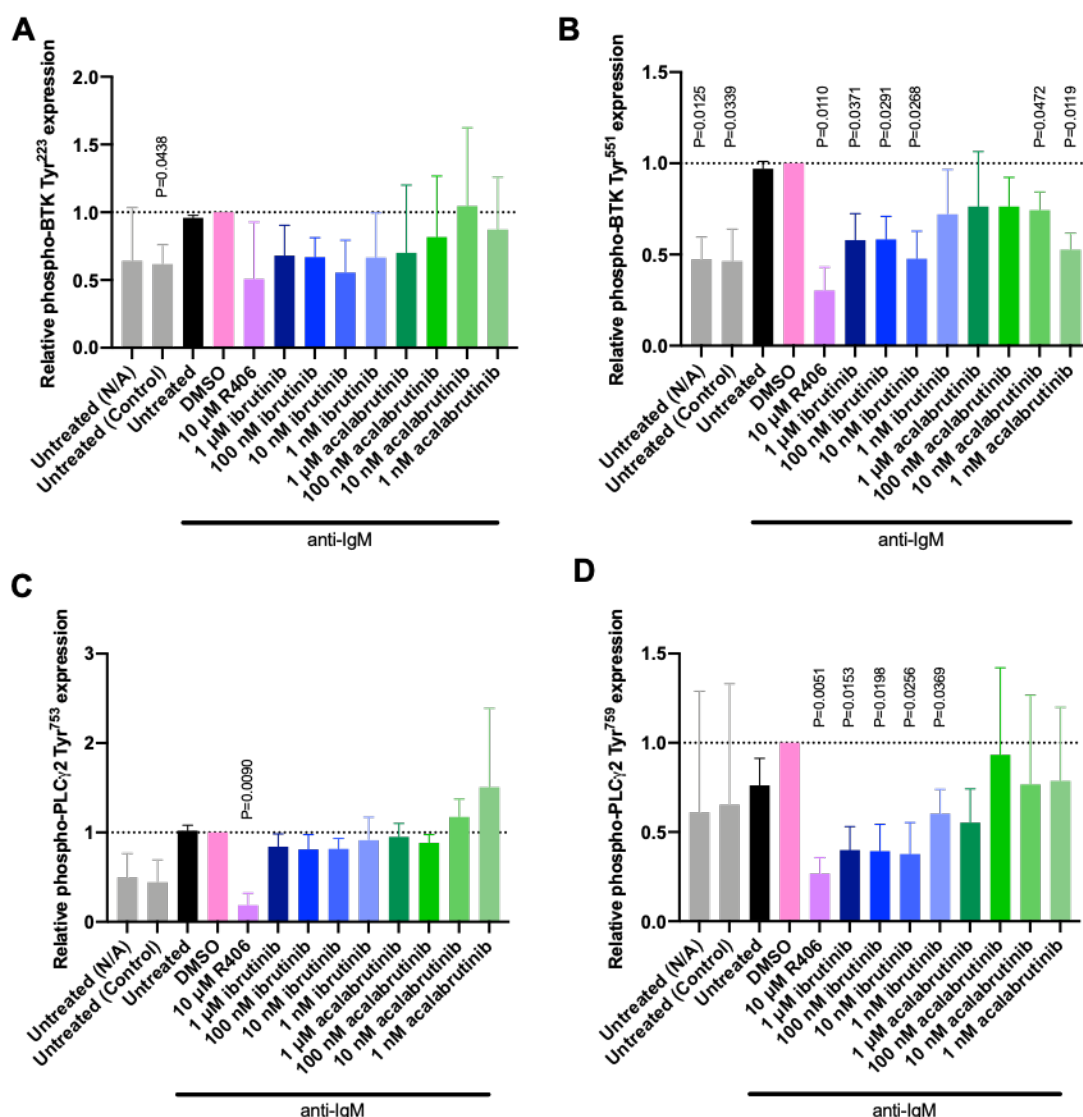 A
Relative phospho-BTK Tyr223 expression
2.0
1.5
1.0
0.5
0.0
P=0.0438
Untreated (N/A)
Untreated (Control)
Untreated
DMSO
10 µM R406
1 µM ibrutinib
100 nM ibrutinib
10 nM ibrutinib
1 nM ibrutinib
1 µM acalabrutinib
100 nM acalabrutinib
10 nM acalabrutinib
1 nM acalabrutinib
anti-IgM
B
Relative phospho-BTK Tyr551 expression
1.5
1.0
0.5
0.0
P=0.0125
P=0.0339
P=0.0110
P=0.0371
P=0.0291
P=0.0268
P=0.0472
P=0.0119
Untreated (N/A)
Untreated (Control)
Untreated
DMSO
10 µM R406
1 µM ibrutinib
100 nM ibrutinib
10 nM ibrutinib
1 nM ibrutinib
1 µM acalabrutinib
100 nM acalabrutinib
10 nM acalabrutinib
1 nM acalabrutinib
anti-IgM
C
Relative phospho-PLCγ2 Tyr753 expression
3
2
1
0
P=0.0090
Untreated (N/A)
Untreated (Control)
Untreated
DMSO
10 µM R406
1 µM ibrutinib
100 nM ibrutinib
10 nM ibrutinib
1 nM ibrutinib
1 µM acalabrutinib
100 nM acalabrutinib
10 nM acalabrutinib
1 nM acalabrutinib
anti-IgM
D
Relative phospho-PLCγ2 Tyr759 expression
1.5
1.0
0.5
0.0
P=0.0051
P=0.0153
P=0.0198
P=0.0256
P=0.0369
Untreated (N/A)
Untreated (Control)
Untreated
DMSO
10 µM R406
1 µM ibrutinib
100 nM ibrutinib
10 nM ibrutinib
1 nM ibrutinib
1 µM acalabrutinib
100 nM acalabrutinib
10 nM acalabrutinib
1 nM acalabrutinib
anti-IgM